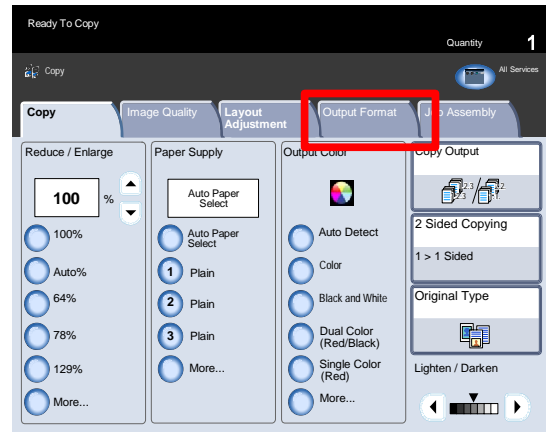 Ready To Copy
Quantity 1
Copy
All Services
Copy
Image Quality
Layout
Adjustment
Output Format
Job Assembly
Reduce / Enlarge
100 %
100%
Auto%
64%
78%
129%
More...
Paper Supply
Auto Paper
Select
Auto Paper
Select
1 Plain
2 Plain
3 Plain
More...
Output Color
Auto Detect
Color
Black and White
Dual Color
(Red/Black)
Single Color
(Red)
More...
Copy Output
2 Sided Copying
1 > 1 Sided
Original Type
Lighten / Darken